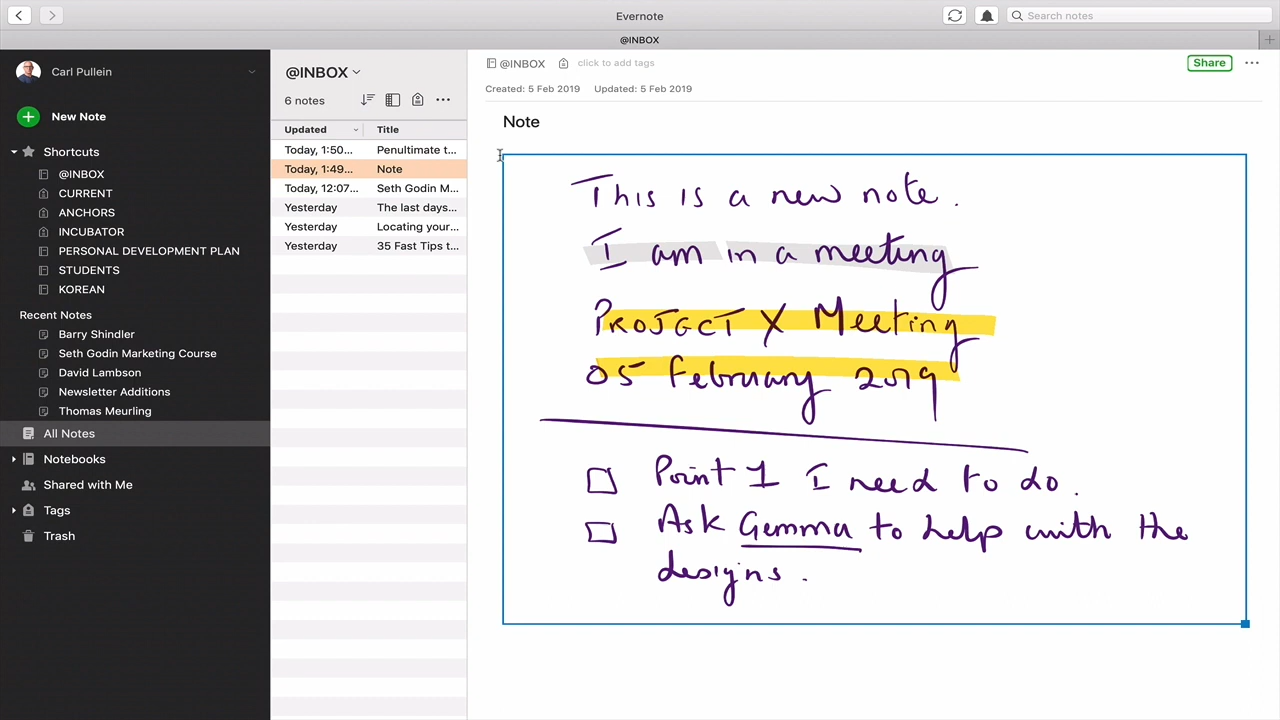 Evernote
Search notes
@INBOX
Carl Pullein
New Note
Shortcuts
@INBOX
CURRENT
ANCHORS
INCUBATOR
PERSONAL DEVELOPMENT PLAN
STUDENTS
KOREAN
Recent Notes
Barry Shindler
Seth Godin Marketing Course
David Lambson
Newsletter Additions
Thomas Meurling
All Notes
Notebooks
Shared with Me
Tags
Trash
@INBOX
6 notes
Updated Title
Today, 1:50... Penultimate t...
Today, 1:49... Note
Today, 12:07... Seth Godin M...
Yesterday The last days...
Yesterday Locating your...
Yesterday 35 Fast Tips t...
@INBOX click to add tags
Share
Created: 5 Feb 2019 Updated: 5 Feb 2019
Note
This is a new note.
I am in a meeting
PROJECT X Meeting
05 February 2019
Point 1 I need to do.
Ask Gemma to help with the
designs.